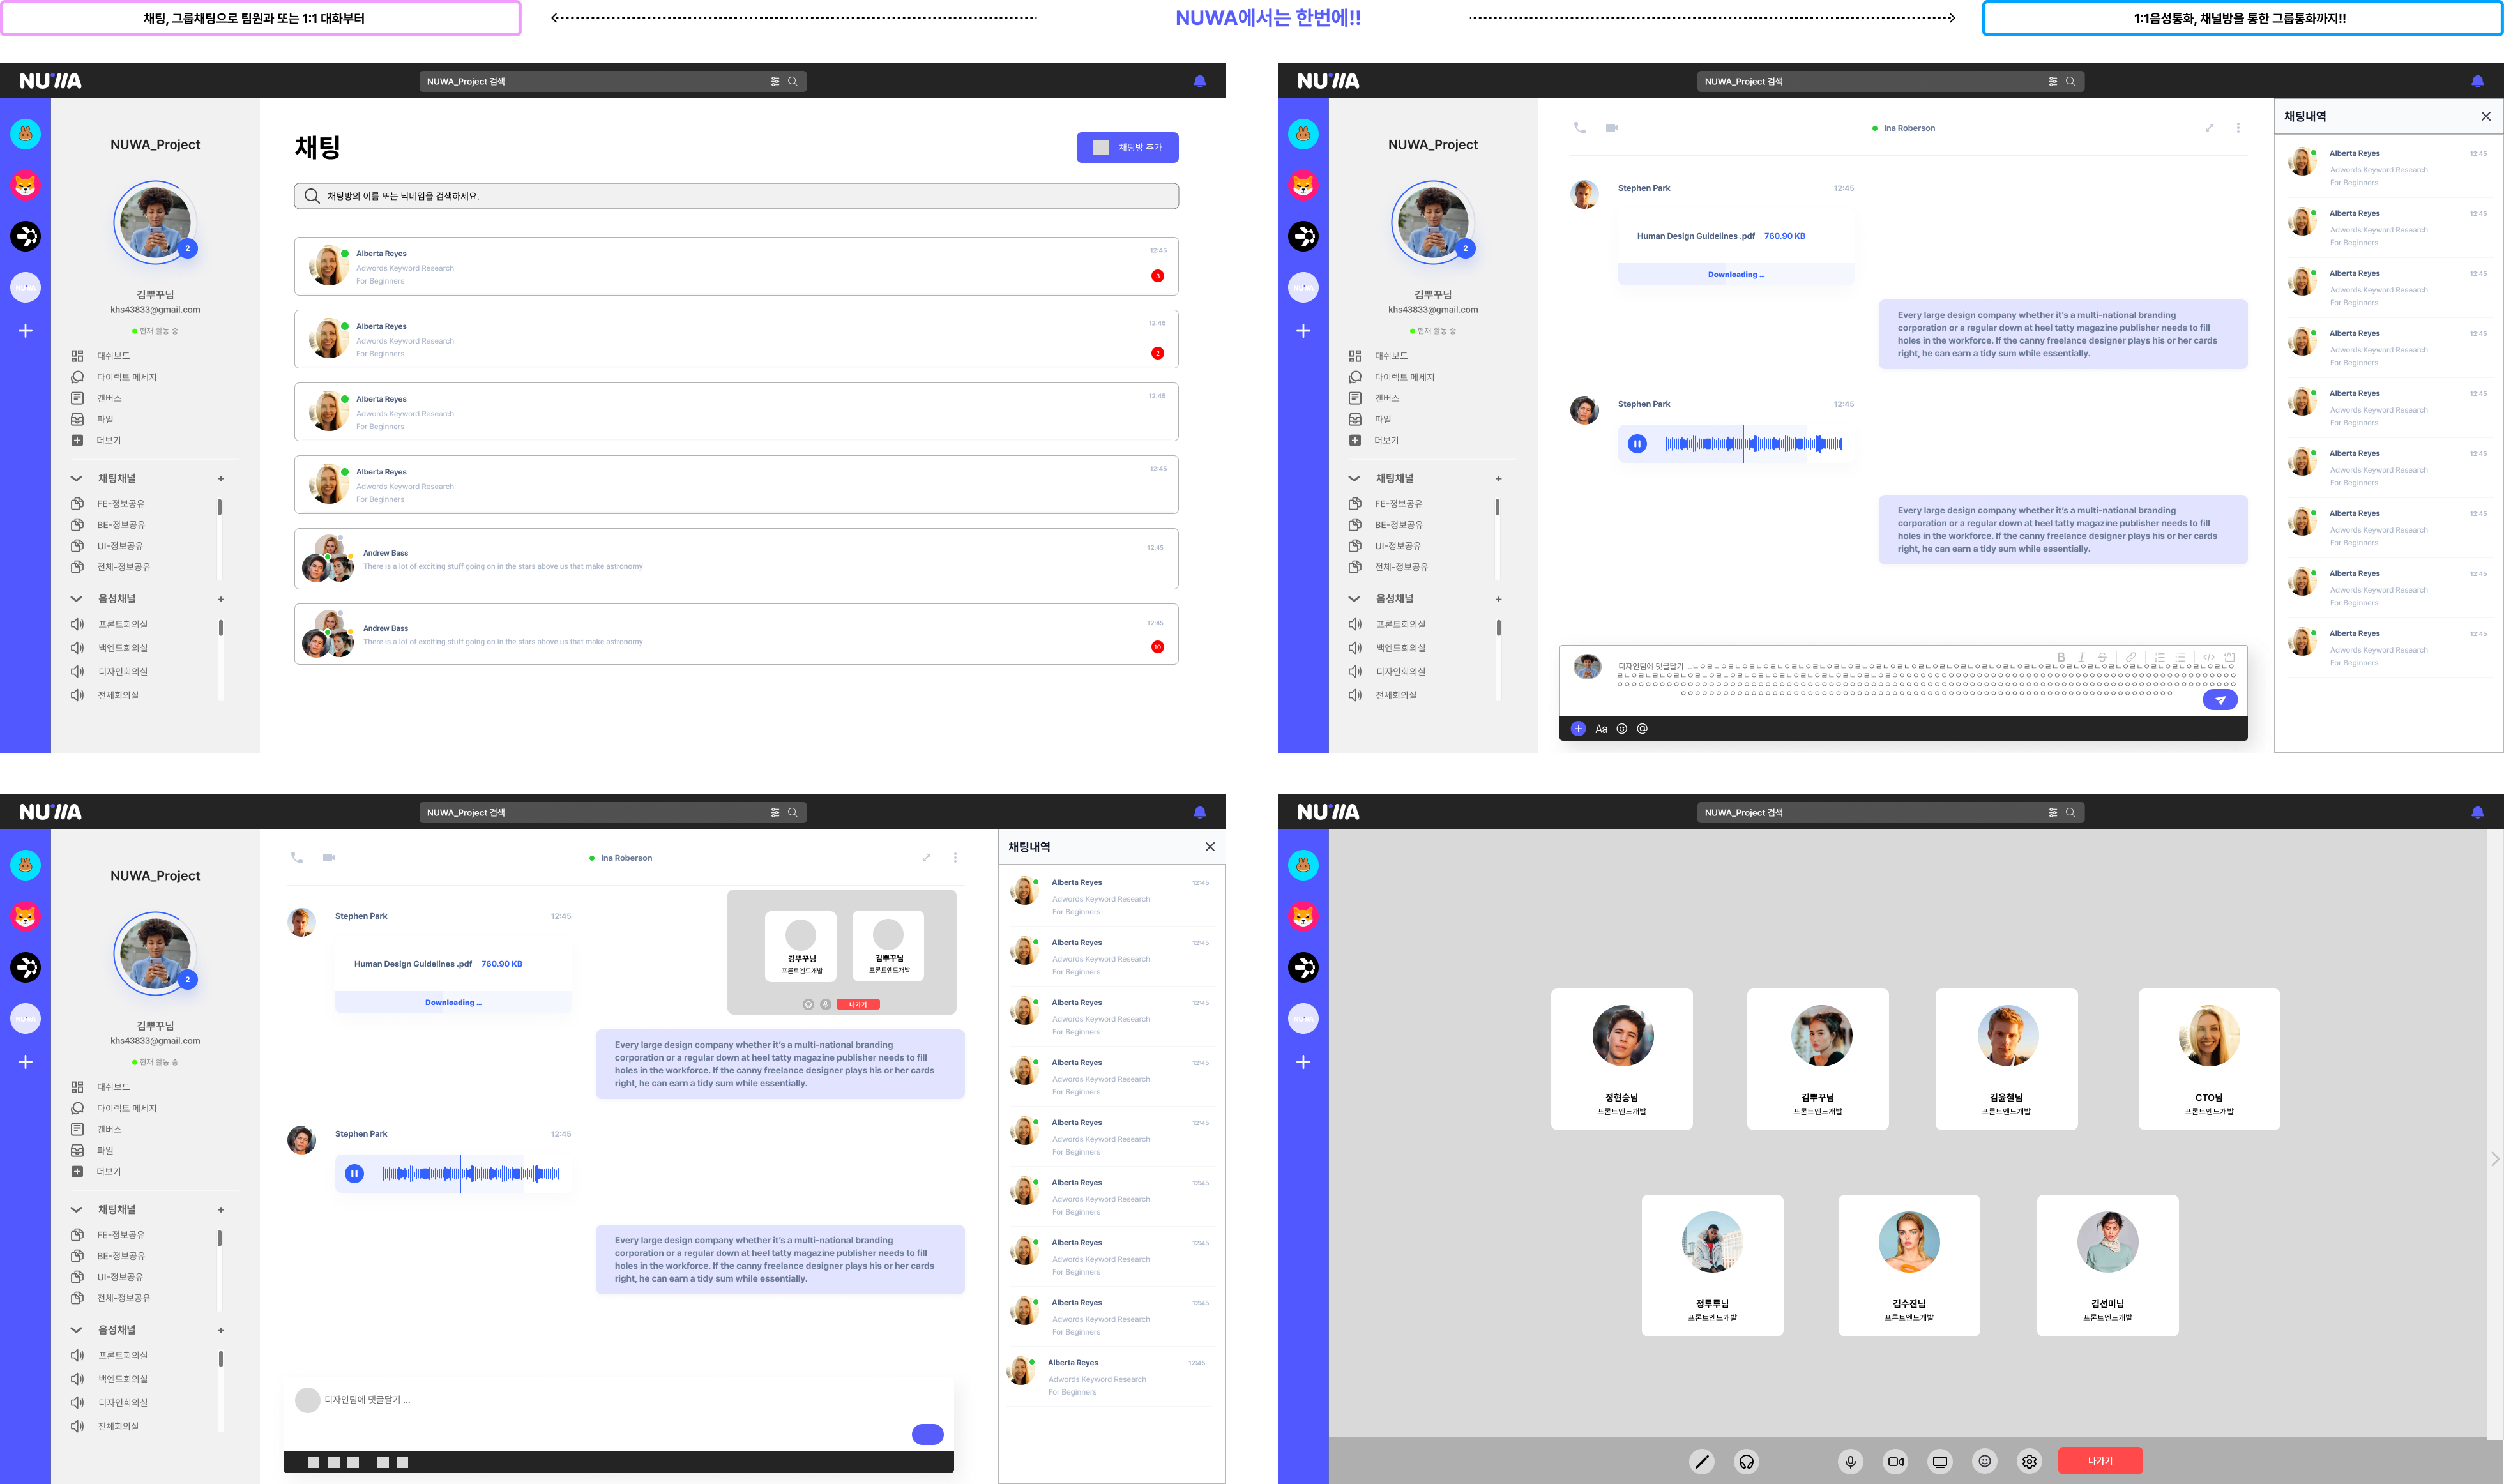 채팅, 그룹채팅으로 팀원과 또는 1:1 대화부터
NUWA에서는 한번에!!
1:1음성통화, 채널방을 통한 그룹통화까지!!
NUWA
NUWA_Project 검색
NUWA_Project
2
김뿌꾸님
khs43833@gmail.com
현재 활동 중
대쉬보드
다이렉트 메세지
캔버스
파일
더보기
채팅채널
+
FE-정보공유
BE-정보공유
UI-정보공유
전체-정보공유
음성채널
+
프론트회의실
백엔드회의실
디자인회의실
전체회의실
채팅
채팅방 추가
채팅방의 이름 또는 닉네임을 검색하세요.
Alberta Reyes
12:45
Adwords Keyword Research
For Beginners
3
Alberta Reyes
12:45
Adwords Keyword Research
For Beginners
2
Alberta Reyes
12:45
Adwords Keyword Research
For Beginners
Alberta Reyes
12:45
Adwords Keyword Research
For Beginners
Andrew Bass
12:45
There is a lot of exciting stuff going on in the stars above us that make astronomy
Andrew Bass
12:45
There is a lot of exciting stuff going on in the stars above us that make astronomy
10
NUWA
NUWA_Project 검색
NUWA_Project
2
김뿌꾸님
khs43833@gmail.com
현재 활동 중
대쉬보드
다이렉트 메세지
캔버스
파일
더보기
채팅채널
+
FE-정보공유
BE-정보공유
UI-정보공유
전체-정보공유
음성채널
+
프론트회의실
백엔드회의실
디자인회의실
전체회의실
Ina Roberson
Stephen Park
12:45
Human Design Guidelines .pdf 760.90 KB
Downloading ...
Every large design company whether it's a multi-national branding
corporation or a regular down at heel tatty magazine publisher needs to fill
holes in the workforce. If the canny freelance designer plays his or her cards
right, he can earn a tidy sum while essentially.
Stephen Park
12:45
Every large design company whether it's a multi-national branding
corporation or a regular down at heel tatty magazine publisher needs to fill
holes in the workforce. If the canny freelance designer plays his or her cards
right, he can earn a tidy sum while essentially.
B I S
디자인팀에 댓글달기 ...
Aa
채팅내역
Alberta Reyes
12:45
Adwords Keyword Research
For Beginners
Alberta Reyes
12:45
Adwords Keyword Research
For Beginners
Alberta Reyes
12:45
Adwords Keyword Research
For Beginners
Alberta Reyes
12:45
Adwords Keyword Research
For Beginners
Alberta Reyes
12:45
Adwords Keyword Research
For Beginners
Alberta Reyes
12:45
Adwords Keyword Research
For Beginners
Alberta Reyes
12:45
Adwords Keyword Research
For Beginners
Alberta Reyes
12:45
Adwords Keyword Research
For Beginners
Alberta Reyes
12:45
Adwords Keyword Research
For Beginners
NUWA
NUWA_Project 검색
NUWA_Project
2
김뿌꾸님
khs43833@gmail.com
현재 활동 중
대쉬보드
다이렉트 메세지
캔버스
파일
더보기
채팅채널
+
FE-정보공유
BE-정보공유
UI-정보공유
전체-정보공유
음성채널
+
프론트회의실
백엔드회의실
디자인회의실
전체회의실
Ina Roberson
Stephen Park
12:45
Human Design Guidelines .pdf 760.90 KB
Downloading ...
김뿌꾸님
프론트엔드개발
김뿌꾸님
프론트엔드개발
나가기
Every large design company whether it's a multi-national branding
corporation or a regular down at heel tatty magazine publisher needs to fill
holes in the workforce. If the canny freelance designer plays his or her cards
right, he can earn a tidy sum while essentially.
Stephen Park
12:45
Every large design company whether it's a multi-national branding
corporation or a regular down at heel tatty magazine publisher needs to fill
holes in the workforce. If the canny freelance designer plays his or her cards
right, he can earn a tidy sum while essentially.
디자인팀에 댓글달기 ...
채팅내역
Alberta Reyes
12:45
Adwords Keyword Research
For Beginners
Alberta Reyes
12:45
Adwords Keyword Research
For Beginners
Alberta Reyes
12:45
Adwords Keyword Research
For Beginners
Alberta Reyes
12:45
Adwords Keyword Research
For Beginners
Alberta Reyes
12:45
Adwords Keyword Research
For Beginners
Alberta Reyes
12:45
Adwords Keyword Research
For Beginners
Alberta Reyes
12:45
Adwords Keyword Research
For Beginners
Alberta Reyes
12:45
Adwords Keyword Research
For Beginners
Alberta Reyes
12:45
Adwords Keyword Research
For Beginners
NUWA
NUWA_Project 검색
정현승님
프론트엔드개발
김뿌꾸님
프론트엔드개발
김윤철님
프론트엔드개발
CTO님
프론트엔드개발
정루루님
프론트엔드개발
김수진님
프론트엔드개발
김선미님
프론트엔드개발
나가기